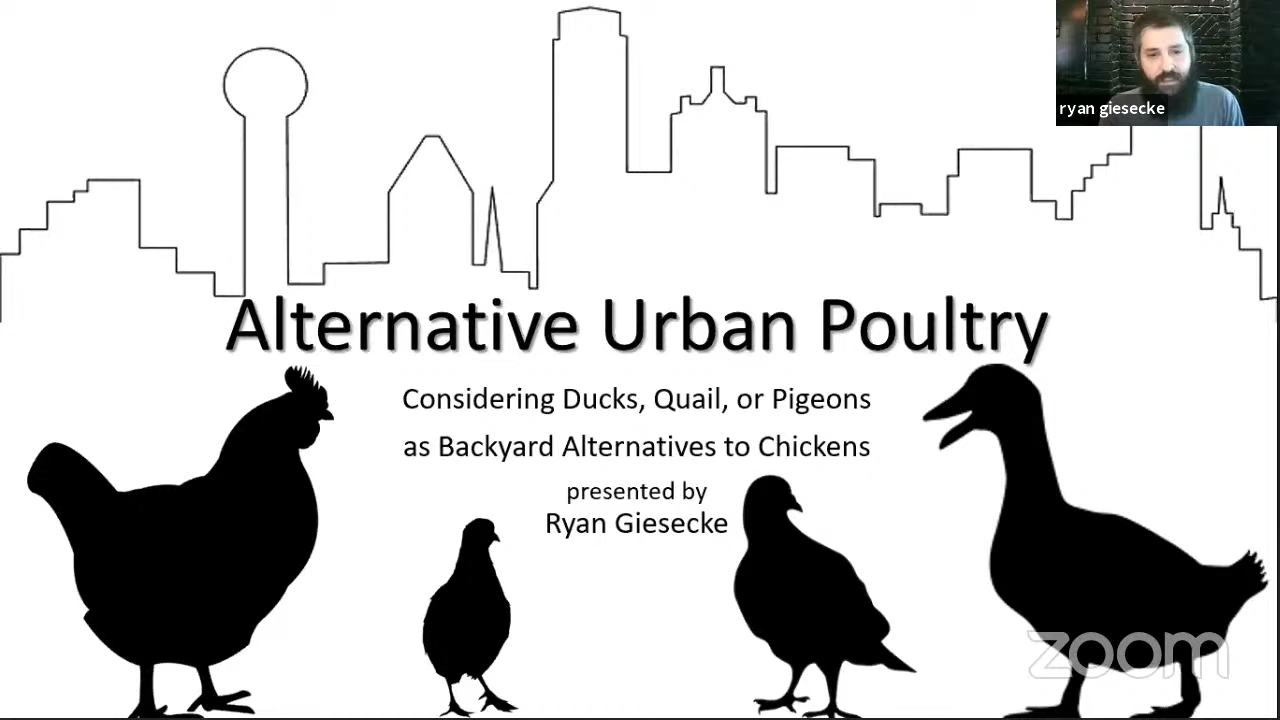 ryan giesecke
Alternative Urban Poultry
Considering Ducks, Quail, or Pigeons
as Backyard Alternatives to Chickens
presented by
Ryan Giesecke
zoom